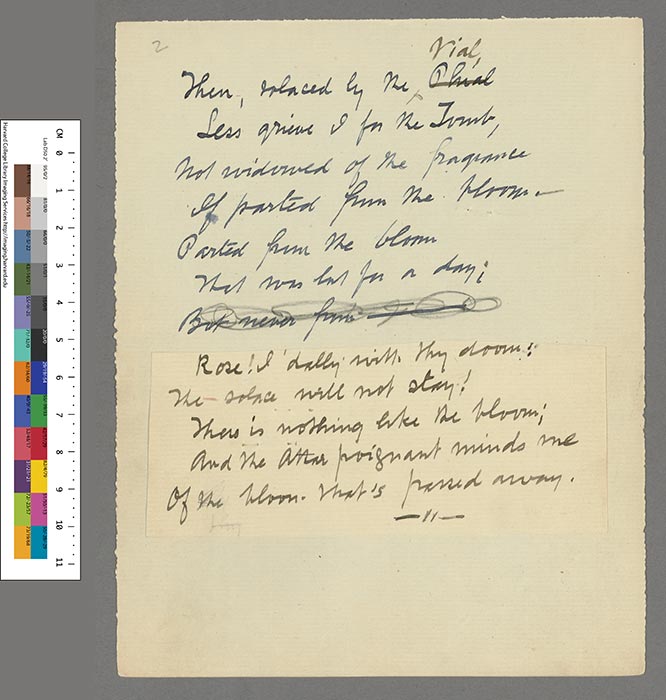 2
Vial,
Then, solaced by the Phial
Less grieve I for the Tomb,
Not widowed of the fragrance
If parted from the bloom—
Parted from the bloom
That was but for a day;
But never from
Rose! I dally with thy doom:
The solace will not stay!
There is nothing like the bloom;
And the Attar poignant minds me
Of the bloom that's passed away.
CM 0 1 2 3 4 5 6 7 8 9 10 11
Harvard College Library Imaging Services http://imaging.harvard.edu